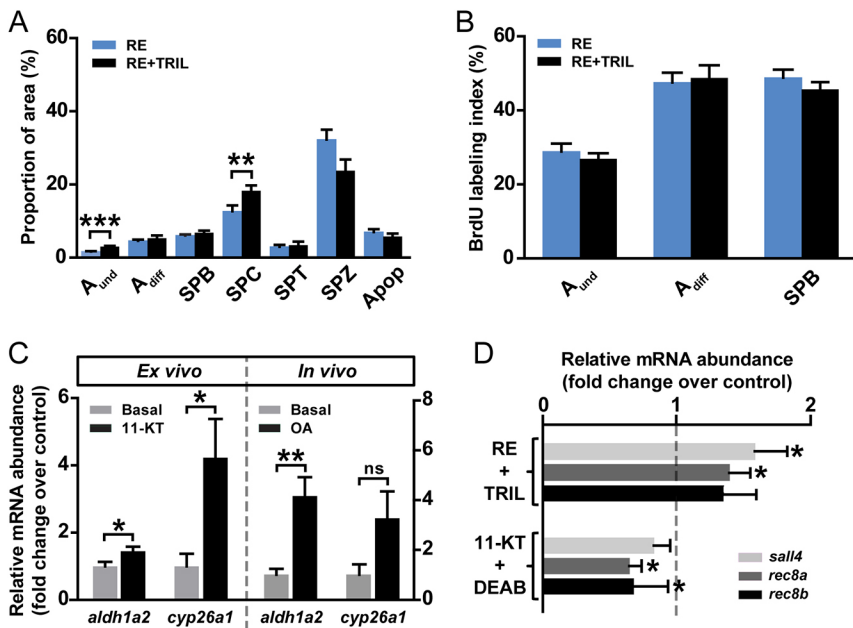 A
60
40
20
0
Proportion of area (%)
RE
RE+TRIL
***
**
Aund
Adiff
SPB
SPC
SPT
SPZ
Apop
B
60
40
20
0
BrdU labeling index (%)
RE
RE+TRIL
Aund
Adiff
SPB
C
Ex vivo
In vivo
Relative mRNA abundance
(fold change over control)
6
4
2
0
Basal
11-KT
*
*
Basal
OA
**
ns
8
6
4
2
0
aldh1a2
cyp26a1
aldh1a2
cyp26a1
D
Relative mRNA abundance
(fold change over control)
0
1
2
RE
+
TRIL
*
*
11-KT
+
DEAB
*
*
sall4
rec8a
rec8b